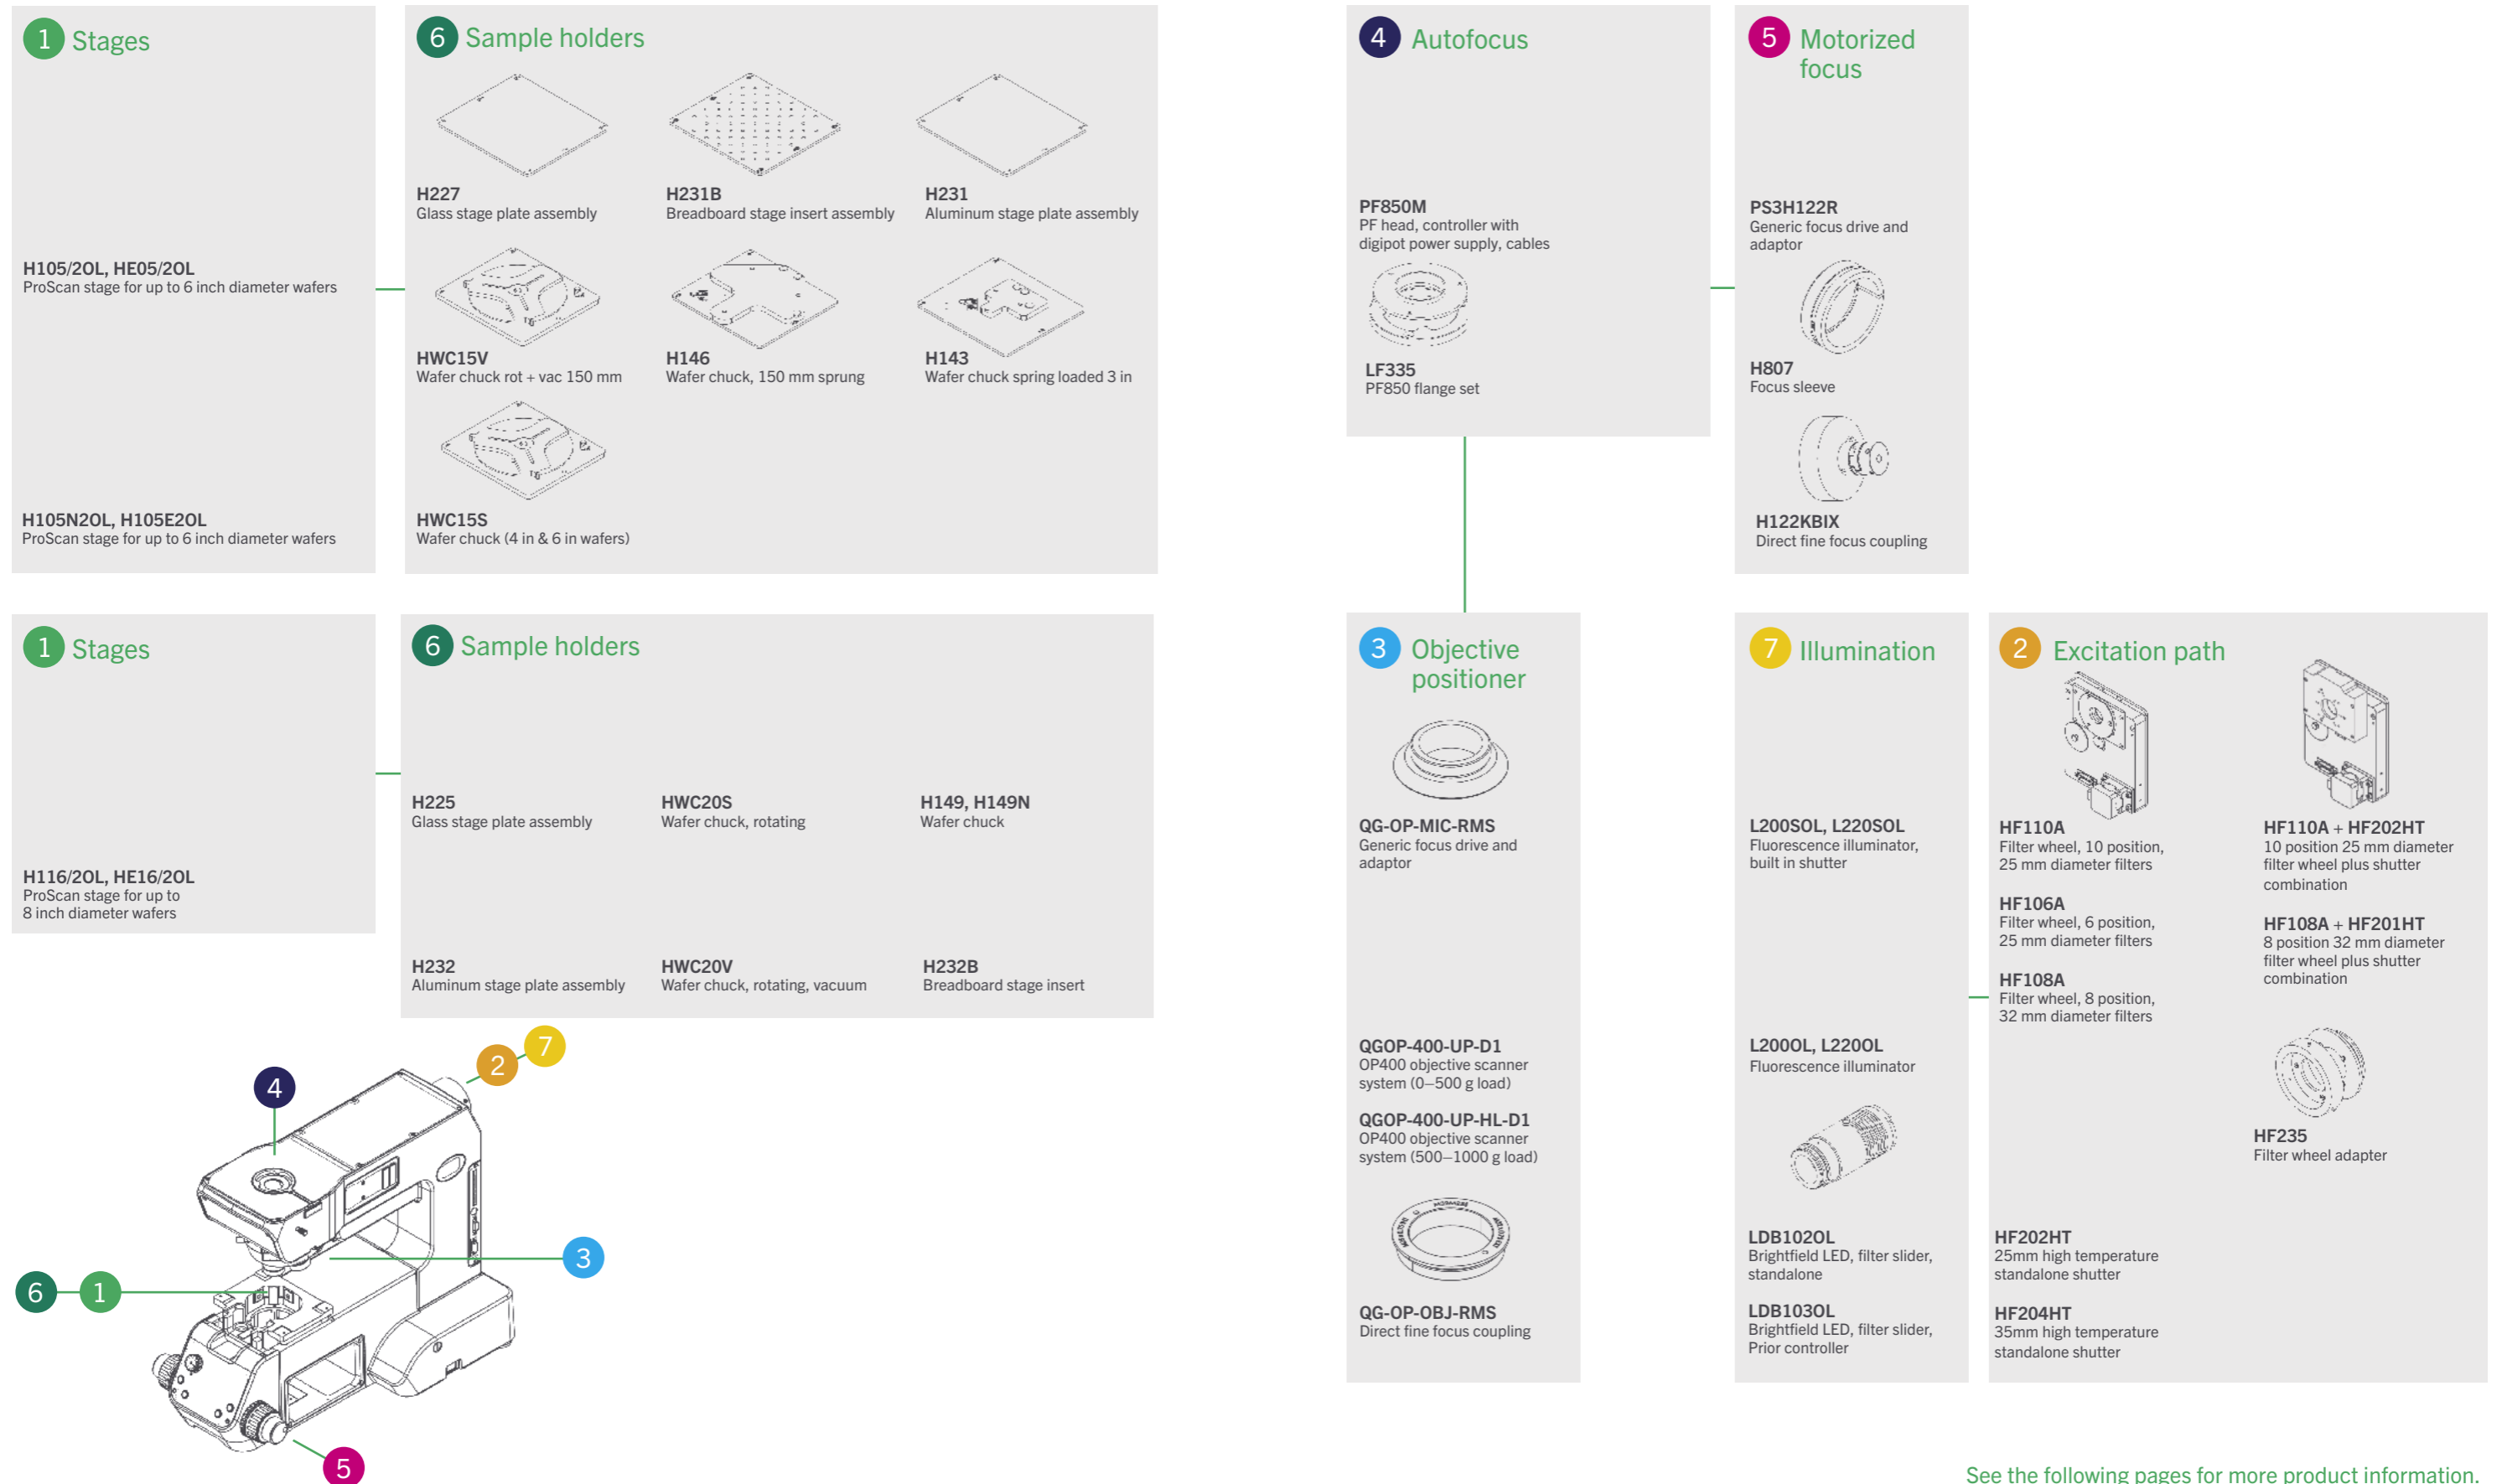 1 Stages
H105/2OL, HE05/2OL
ProScan stage for up to 6 inch diameter wafers
H105N2OL, H105E2OL
ProScan stage for up to 6 inch diameter wafers
6 Sample holders
H227
Glass stage plate assembly
H231B
Breadboard stage insert assembly
H231
Aluminum stage plate assembly
HWC15V
Wafer chuck rot + vac 150 mm
H146
Wafer chuck, 150 mm sprung
H143
Wafer chuck spring loaded 3 in
HWC15S
Wafer chuck (4 in & 6 in wafers)
4 Autofocus
PF850M
PF head, controller with
digipot power supply, cables
LF335
PF850 flange set
5 Motorized
focus
PS3H122R
Generic focus drive and
adaptor
H807
Focus sleeve
H122KBIX
Direct fine focus coupling
1 Stages
H116/2OL, HE16/2OL
ProScan stage for up to
8 inch diameter wafers
6 Sample holders
H225
Glass stage plate assembly
HWC20S
Wafer chuck, rotating
H149, H149N
Wafer chuck
H232
Aluminum stage plate assembly
HWC20V
Wafer chuck, rotating, vacuum
H232B
Breadboard stage insert
3 Objective
positioner
QG-OP-MIC-RMS
Generic focus drive and
adaptor
QGOP-400-UP-D1
OP400 objective scanner
system (0–500 g load)
QGOP-400-UP-HL-D1
OP400 objective scanner
system (500–1000 g load)
QG-OP-OBJ-RMS
Direct fine focus coupling
7 Illumination
L200SOL, L220SOL
Fluorescence illuminator,
built in shutter
L200OL, L220OL
Fluorescence illuminator
LDB102OL
Brightfield LED, filter slider,
standalone
LDB103OL
Brightfield LED, filter slider,
Prior controller
2 Excitation path
HF110A
Filter wheel, 10 position,
25 mm diameter filters
HF106A
Filter wheel, 6 position,
25 mm diameter filters
HF108A
Filter wheel, 8 position,
32 mm diameter filters
HF110A + HF202HT
10 position 25 mm diameter
filter wheel plus shutter
combination
HF108A + HF201HT
8 position 32 mm diameter
filter wheel plus shutter
combination
HF235
Filter wheel adapter
HF202HT
25mm high temperature
standalone shutter
HF204HT
35mm high temperature
standalone shutter
7
2
4
3
6
1
5
See the following pages for more product information.